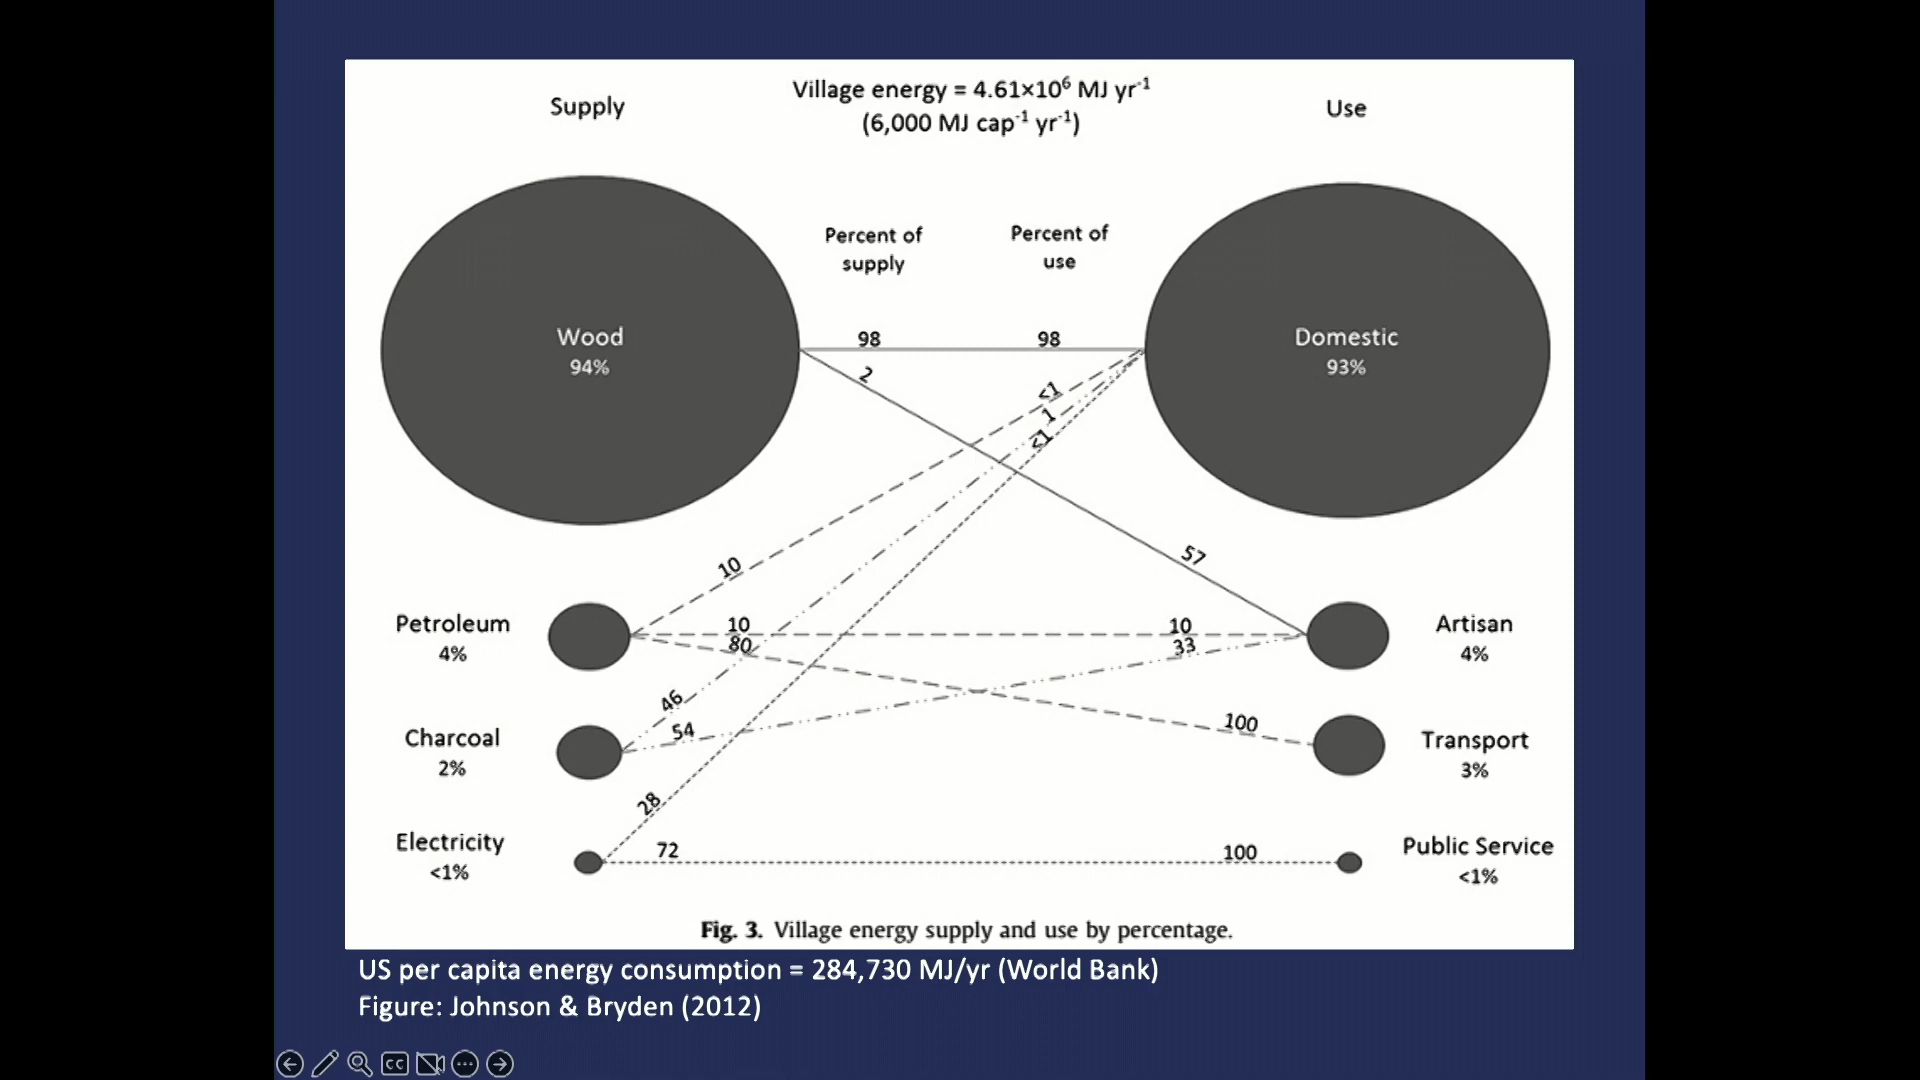 Supply
Village energy = 4.61×10⁶ MJ yr⁻¹
(6,000 MJ cap⁻¹ yr⁻¹)
Use
Percent of
supply
Percent of
use
Wood
94%
98
98
Domestic
93%
2
<1
1
<1
57
10
Petroleum
4%
10
80
10
33
Artisan
4%
46
54
100
Charcoal
2%
Transport
3%
28
Electricity
<1%
72
100
Public Service
<1%
Fig. 3. Village energy supply and use by percentage.
US per capita energy consumption = 284,730 MJ/yr (World Bank)
Figure: Johnson & Bryden (2012)
CC